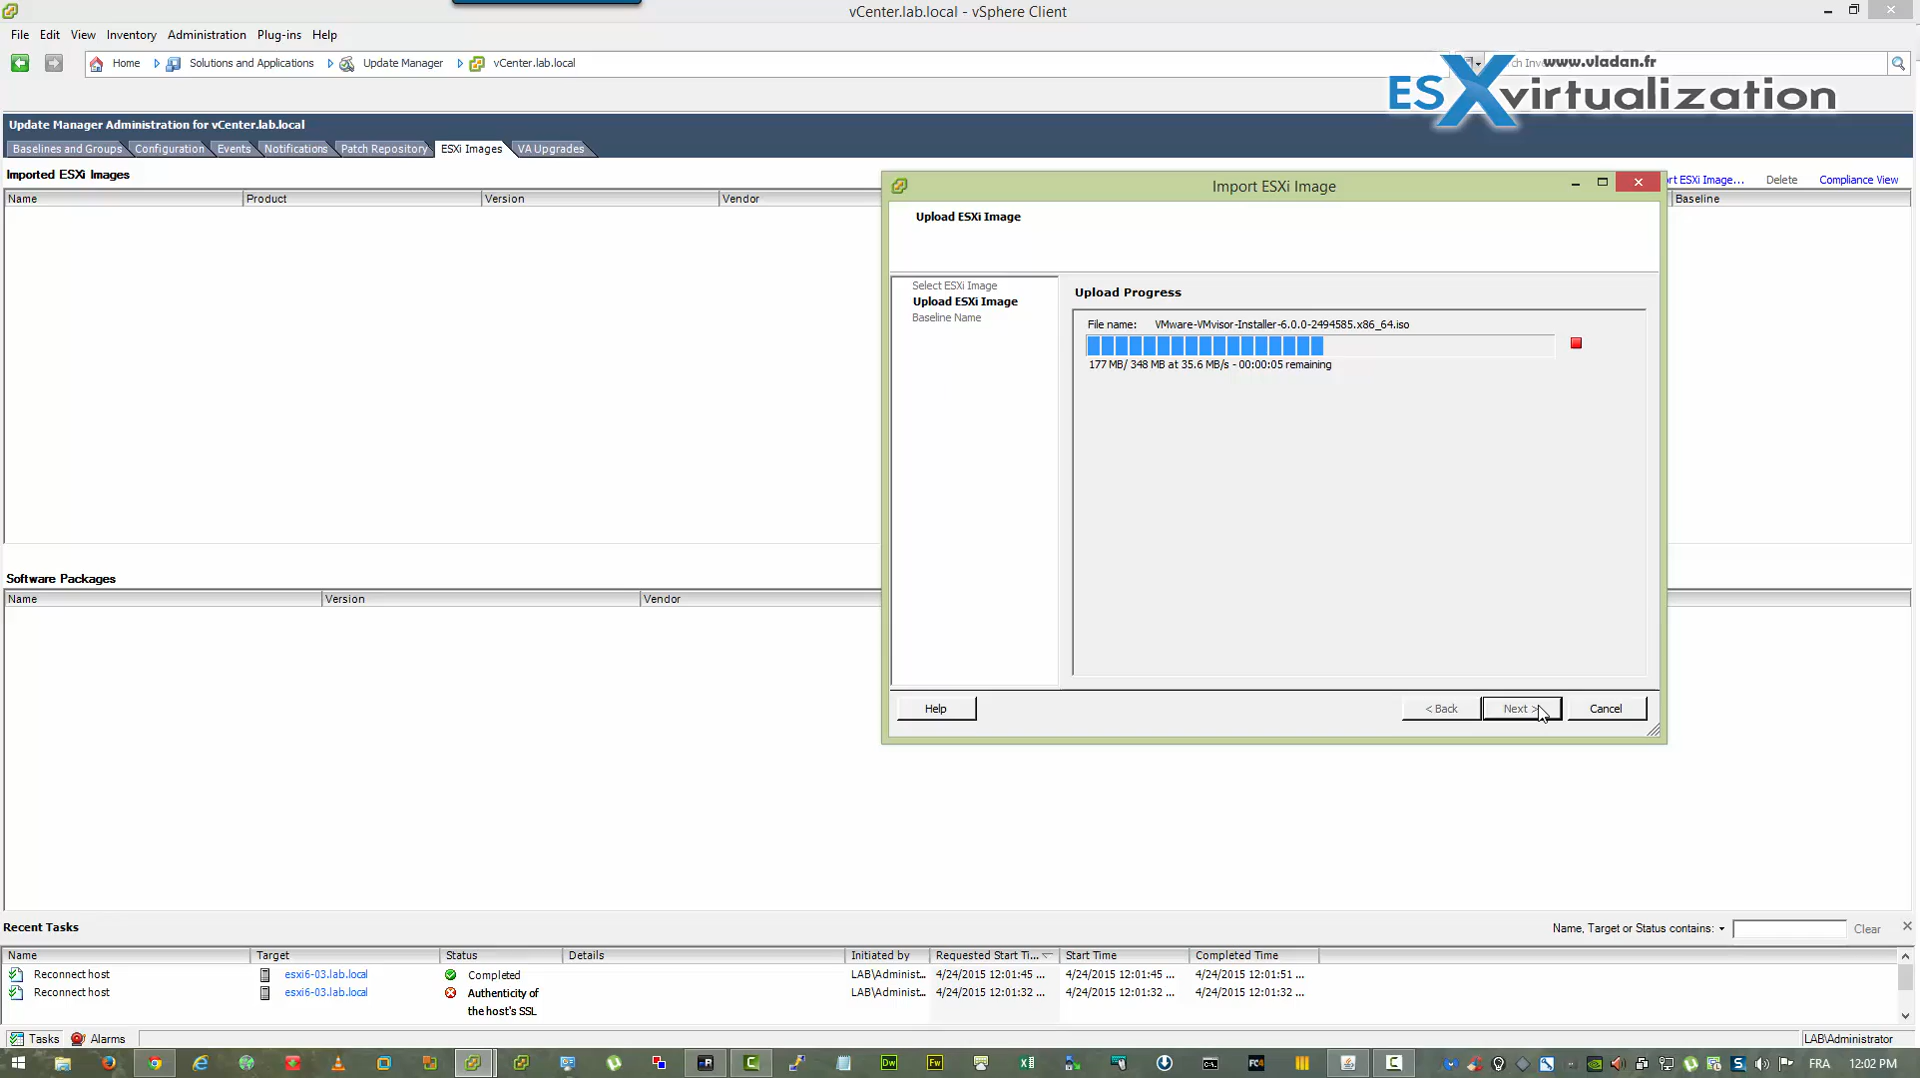 vCenter.lab.local - vSphere Client
File Edit View Inventory Administration Plug-ins Help
Home Solutions and Applications Update Manager vCenter.lab.local
www.vladan.fr
ESXvirtualization
Update Manager Administration for vCenter.lab.local
Baselines and Groups Configuration Events Notifications Patch Repository ESXi Images VA Upgrades
Imported ESXi Images
rt ESXi Image... Delete Compliance View
Name Product Version Vendor Baseline
Import ESXi Image
Upload ESXi Image
Select ESXi Image
Upload ESXi Image
Baseline Name
Upload Progress
File name: VMware-VMvisor-Installer-6.0.0-2494585.x86_64.iso
177 MB/ 348 MB at 35.6 MB/s - 00:00:05 remaining
Help < Back Next > Cancel
Software Packages
Name Version Vendor
Recent Tasks
Name, Target or Status contains: Clear
Name Target Status Details Initiated by Requested Start Ti... Start Time Completed Time
Reconnect host esxi6-03.lab.local Completed LAB\Administ... 4/24/2015 12:01:45 ... 4/24/2015 12:01:45 ... 4/24/2015 12:01:51 ...
Reconnect host esxi6-03.lab.local Authenticity of LAB\Administ... 4/24/2015 12:01:32 ... 4/24/2015 12:01:32 ... 4/24/2015 12:01:32 ...
the host's SSL
Tasks Alarms LAB\Administrator
Dw Fw FC4 FRA 12:02 PM